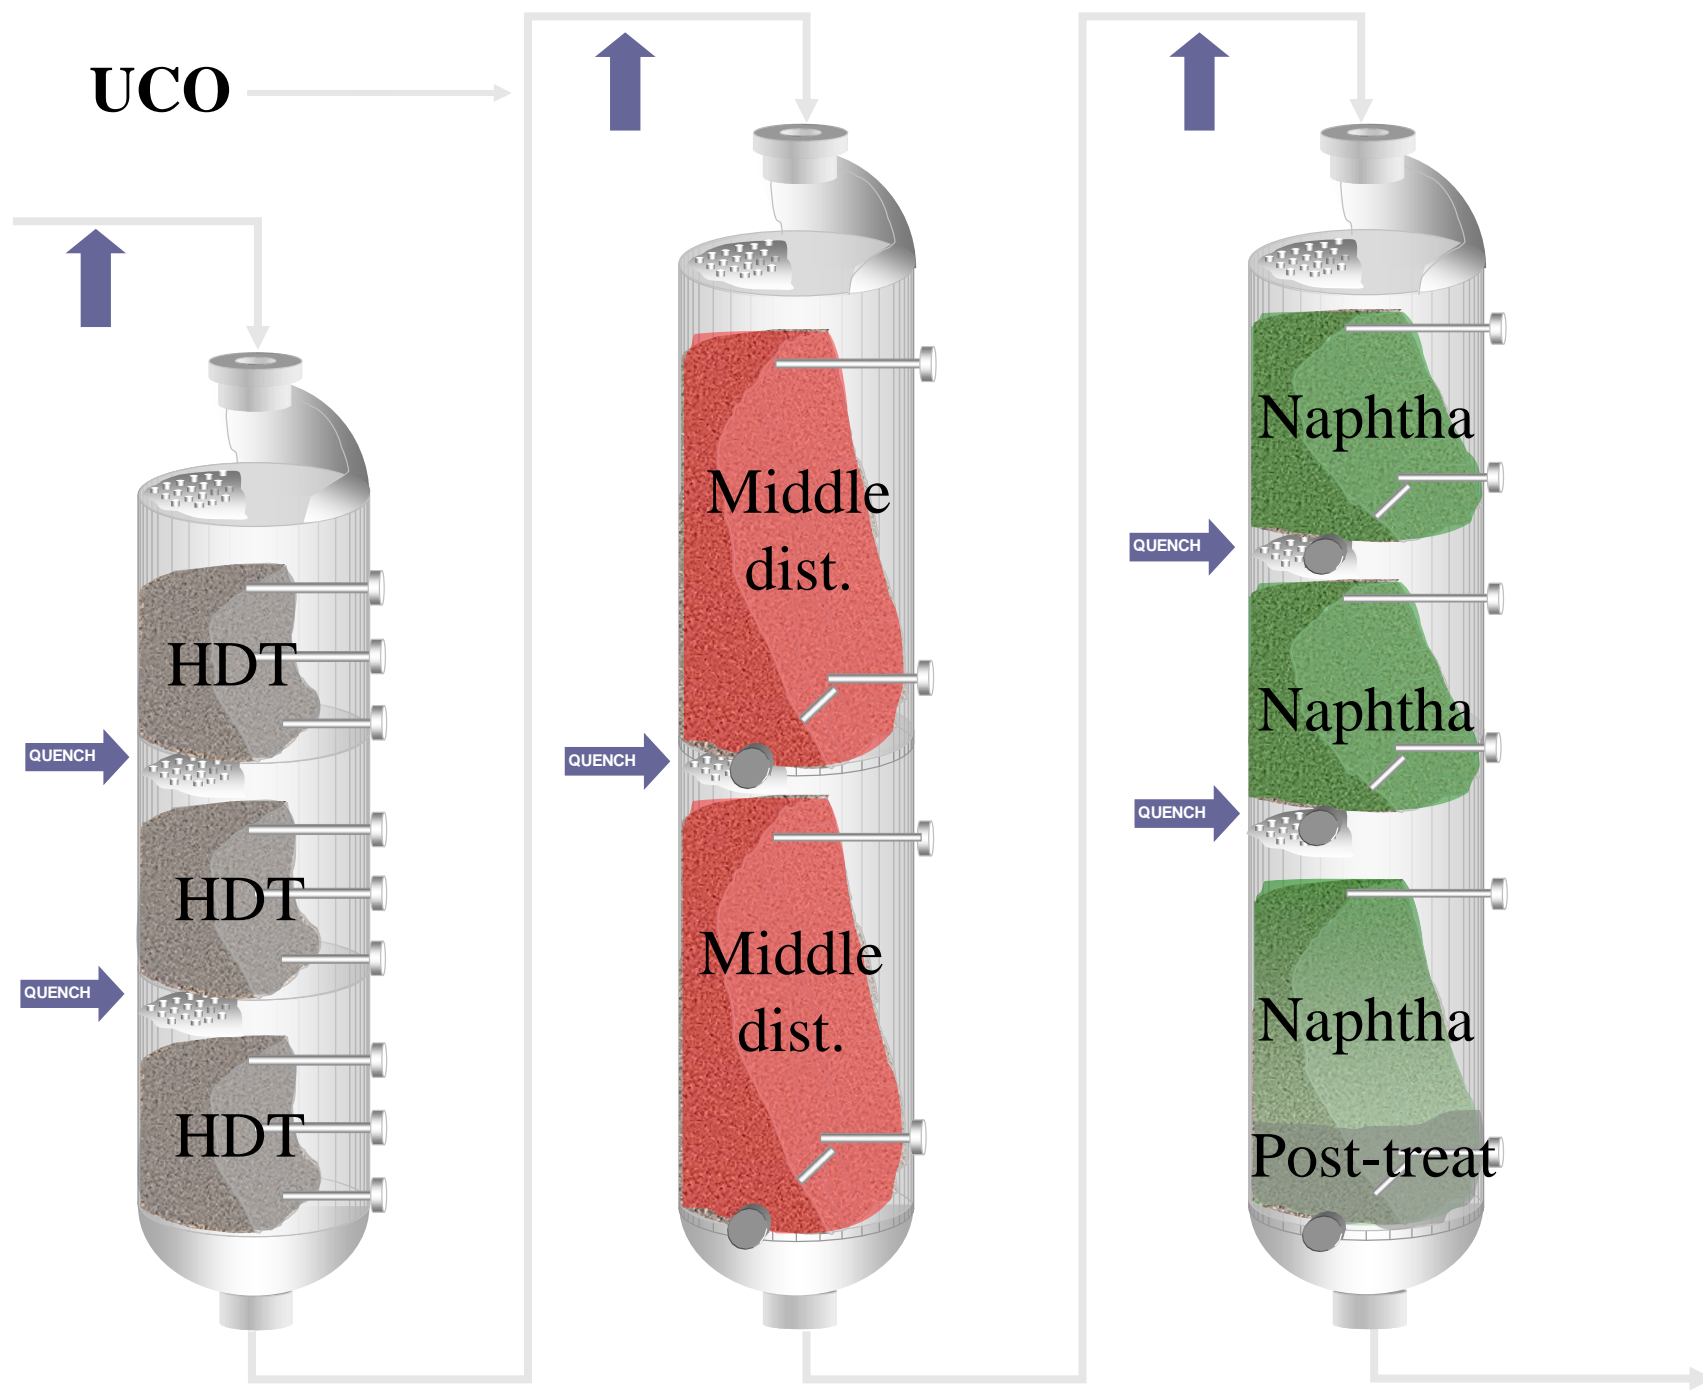 UCO
HDT
QUENCH
HDT
QUENCH
HDT
Middle
dist.
QUENCH
Middle
dist.
Naphtha
QUENCH
Naphtha
QUENCH
Naphtha
Post-treat